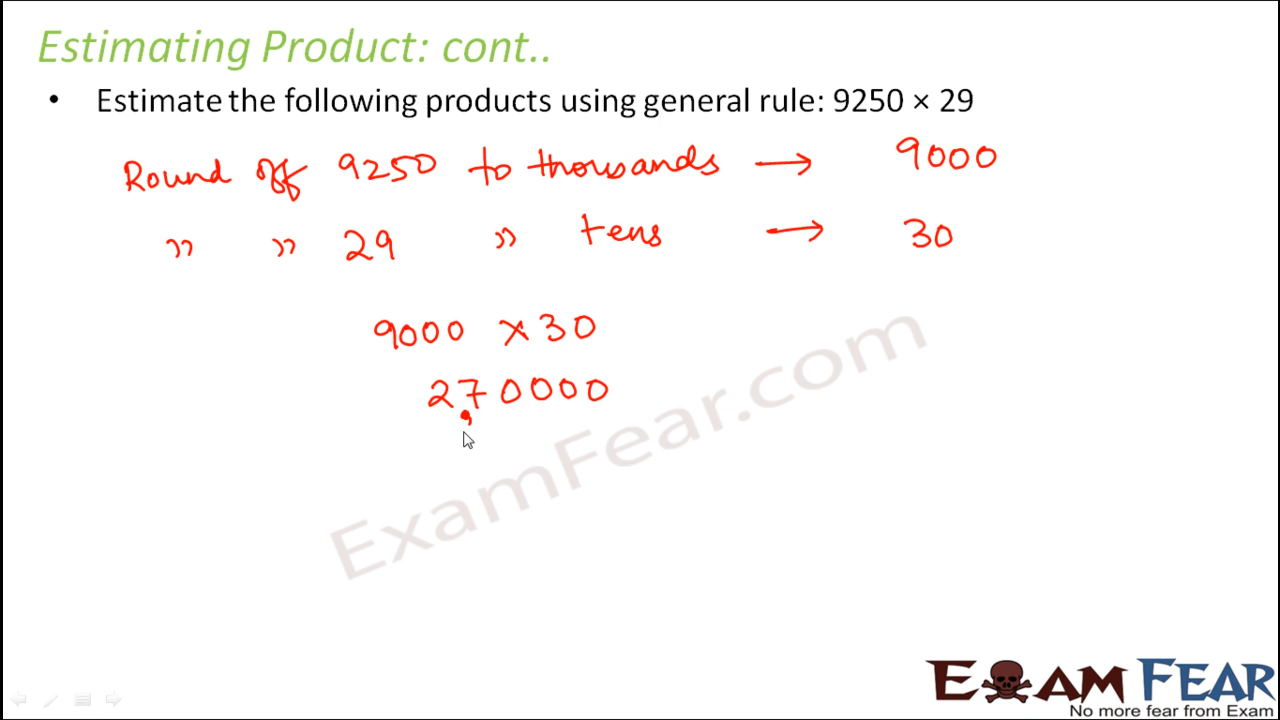 Estimating Product: cont..
• Estimate the following products using general rule: 9250 × 29
Round off 9250 to thousands → 9000
" " 29 " tens → 30
9000 × 30
270000
,
ExamFear.com
EXAM FEAR
No more fear from Exam